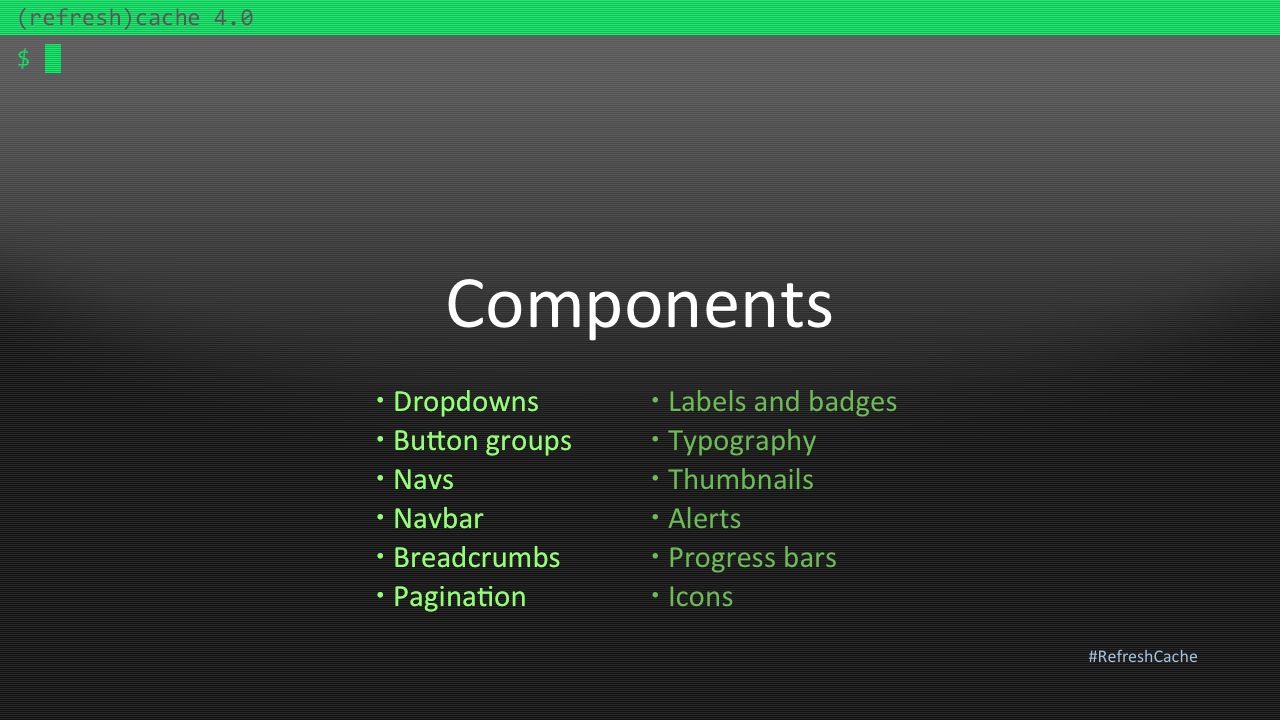 (refresh)cache 4.0
$
Components
· Dropdowns
· Button groups
· Navs
· Navbar
· Breadcrumbs
· Pagination
· Labels and badges
· Typography
· Thumbnails
· Alerts
· Progress bars
· Icons
#RefreshCache